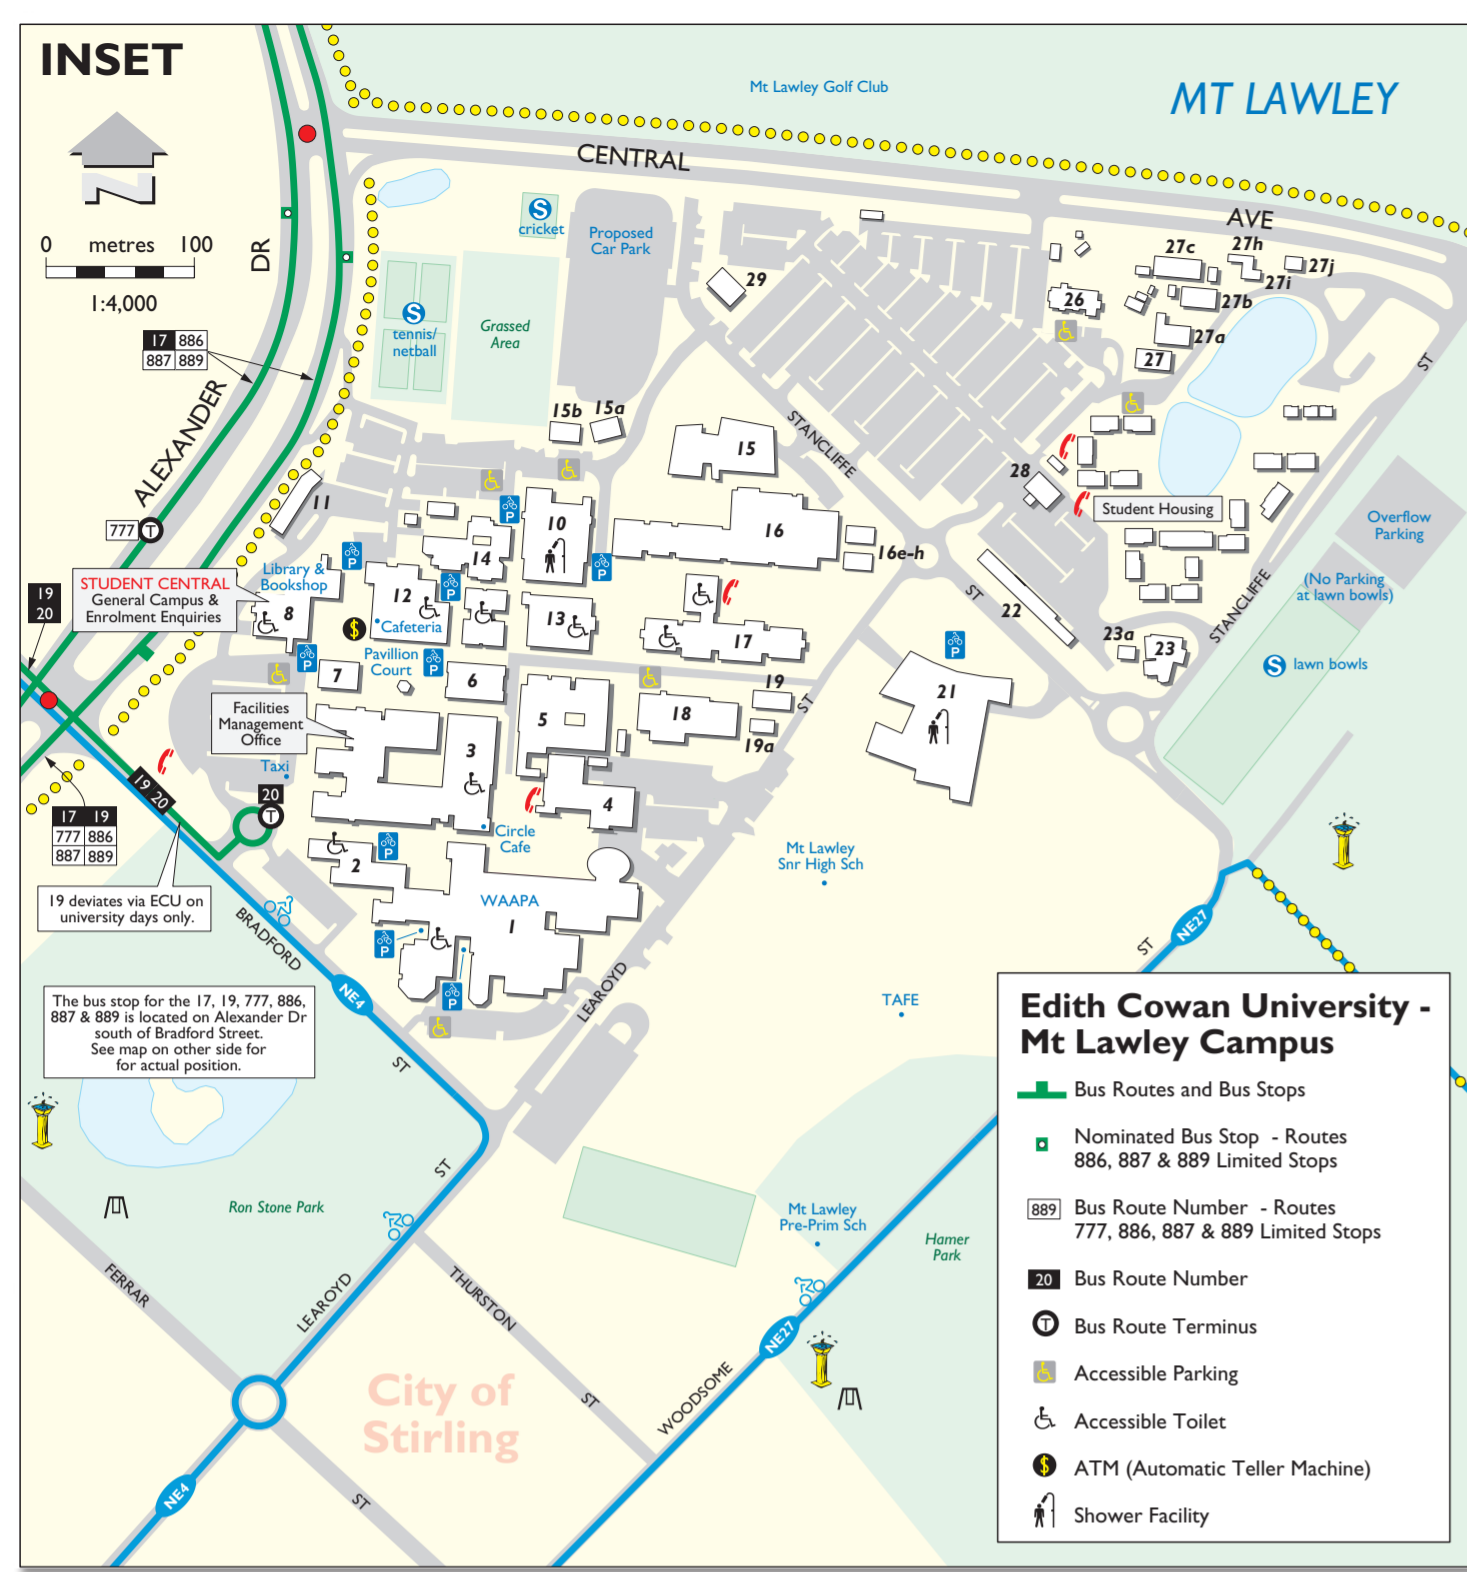 INSET
Mt Lawley Golf Club
MT LAWLEY
CENTRAL
AVE
0 metres 100
1:4,000
DR
S
cricket
Proposed
Car Park
29
26
27c
27h
27j
27i
27b
27a
27
S
tennis/
netball
Grassed
Area
17 886
887 889
ALEXANDER
15b
15a
15
STANCLIFFE
ST
28
Student Housing
Overflow
Parking
(No Parking
at lawn bowls)
11
777 T
P
10
14
16
16e-h
ST
22
STANCLIFFE
ST
23a
23
S lawn bowls
STUDENT CENTRAL
General Campus &
Enrolment Enquiries
Library &
Bookshop
8
P
12
Cafeteria
$
P
P
13
17
P
19
20
P
7
Pavillion
Court
P
6
5
18
19
19a
ST
21
Facilities
Management
Office
3
4
Taxi
19 20
20
T
17 19
777 886
887 889
Circle
Cafe
2
P
Mt Lawley
Snr High Sch
19 deviates via ECU on
university days only.
WAAPA
1
P
P
BRADFORD
NE4
ST
LEAROYD
TAFE
ST
NE27
The bus stop for the 17, 19, 777, 886,
887 & 889 is located on Alexander Dr
south of Bradford Street.
See map on other side for
for actual position.
Ron Stone Park
ST
Mt Lawley
Pre-Prim Sch
Hamer
Park
FERRAR
LEAROYD
THURSTON
ST
NE27
WOODSOME
City of
Stirling
NE4
ST
Edith Cowan University -
Mt Lawley Campus
Bus Routes and Bus Stops
Nominated Bus Stop - Routes
886, 887 & 889 Limited Stops
889 Bus Route Number - Routes
777, 886, 887 & 889 Limited Stops
20 Bus Route Number
T Bus Route Terminus
Accessible Parking
Accessible Toilet
$ ATM (Automatic Teller Machine)
Shower Facility